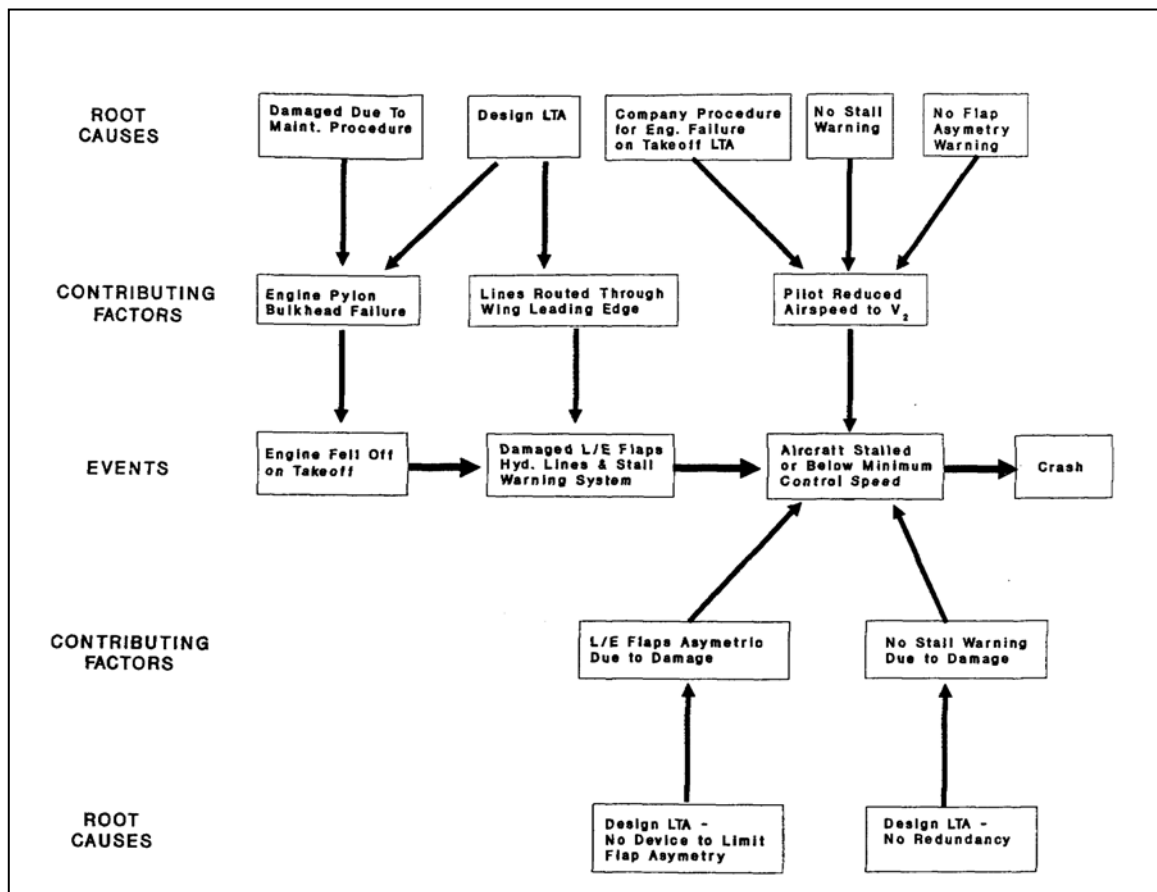 ROOT
CAUSES
Damaged Due To
Maint. Procedure
Design LTA
Company Procedure
for Eng. Failure
on Takeoff LTA
No Stall
Warning
No Flap
Asymetry
Warning
CONTRIBUTING
FACTORS
Engine Pylon
Bulkhead Failure
Lines Routed Through
Wing Leading Edge
Pilot Reduced
Airspeed to V₂
EVENTS
Engine Fell Off
on Takeoff
Damaged L/E Flaps
Hyd. Lines & Stall
Warning System
Aircraft Stalled
or Below Minimum
Control Speed
Crash
CONTRIBUTING
FACTORS
L/E Flaps Asymetric
Due to Damage
No Stall Warning
Due to Damage
ROOT
CAUSES
Design LTA -
No Device to Limit
Flap Asymetry
Design LTA -
No Redundancy